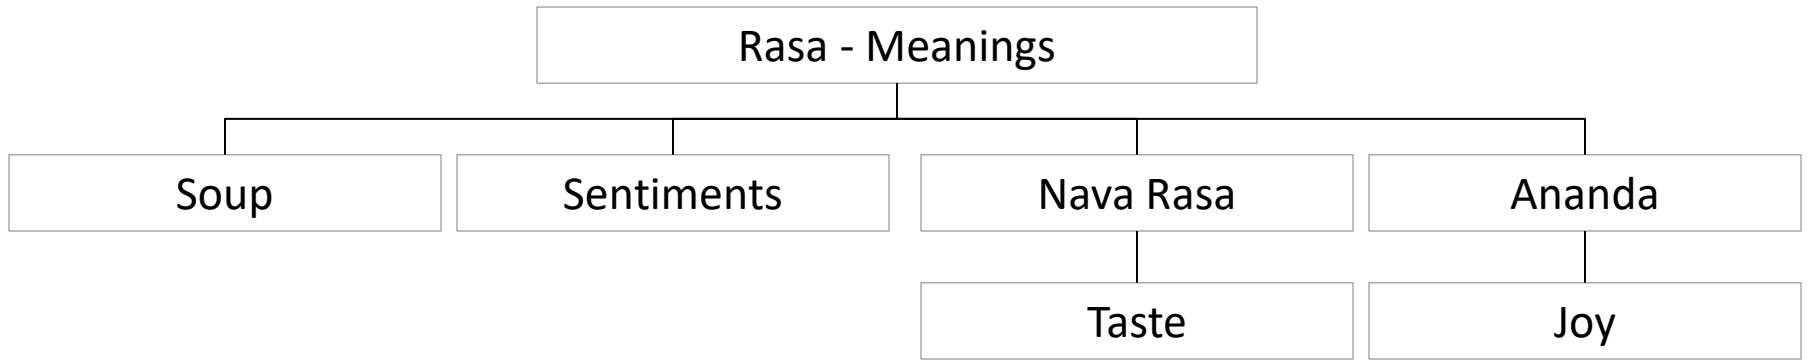 Rasa - Meanings
Soup
Sentiments
Nava Rasa
Ananda
Taste
Joy